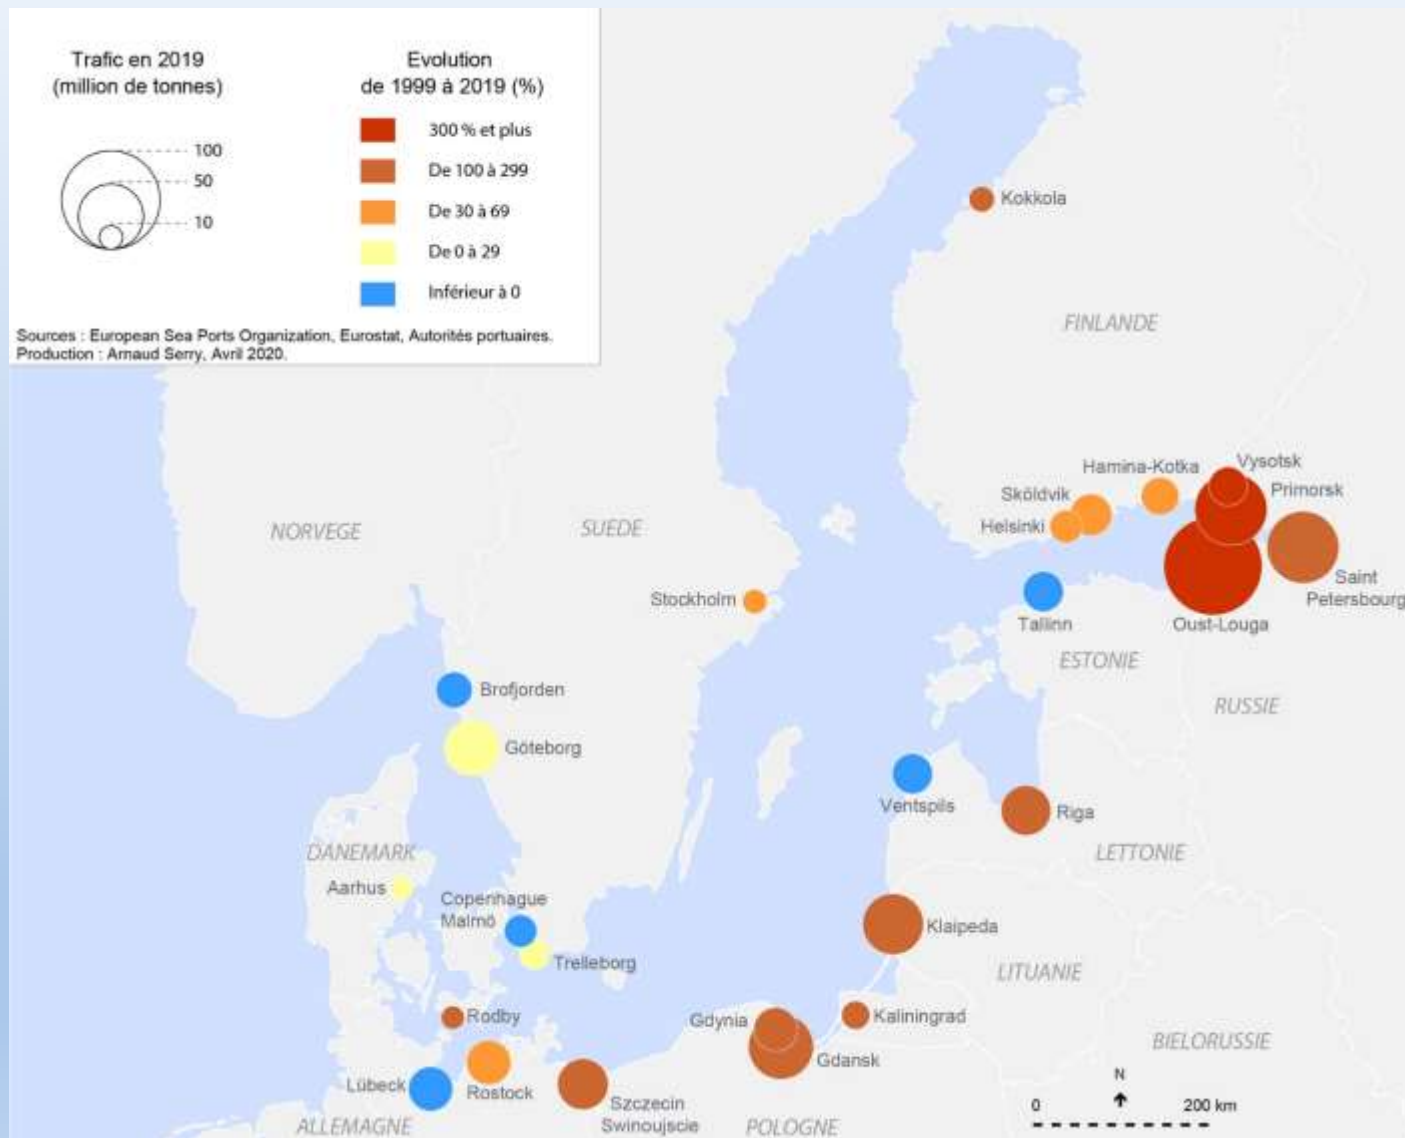 Trafic en 2019
(million de tonnes)
100
50
10
Evolution
de 1999 à 2019 (%)
300 % et plus
De 100 à 299
De 30 à 69
De 0 à 29
Inférieur à 0
Sources : European Sea Ports Organization, Eurostat, Autorités portuaires.
Production : Arnaud Serry, Avril 2020.
Kokkola
FINLANDE
Vysotsk
Hamina-Kotka
Primorsk
Sköldvik
Helsinki
NORVEGE
SUEDE
Saint
Petersbourg
Stockholm
Tallinn
Oust-Louga
ESTONIE
Brofjorden
RUSSIE
Göteborg
Ventspils
Riga
DANEMARK
LETTONIE
Aarhus
Copenhague
Malmö
Klaipeda
Trelleborg
LITUANIE
Rodby
Gdynia
Kaliningrad
BIELORUSSIE
Gdansk
Lübeck
Rostock
Szczecin
Swinoujscie
ALLEMAGNE
POLOGNE
N
0
200 km